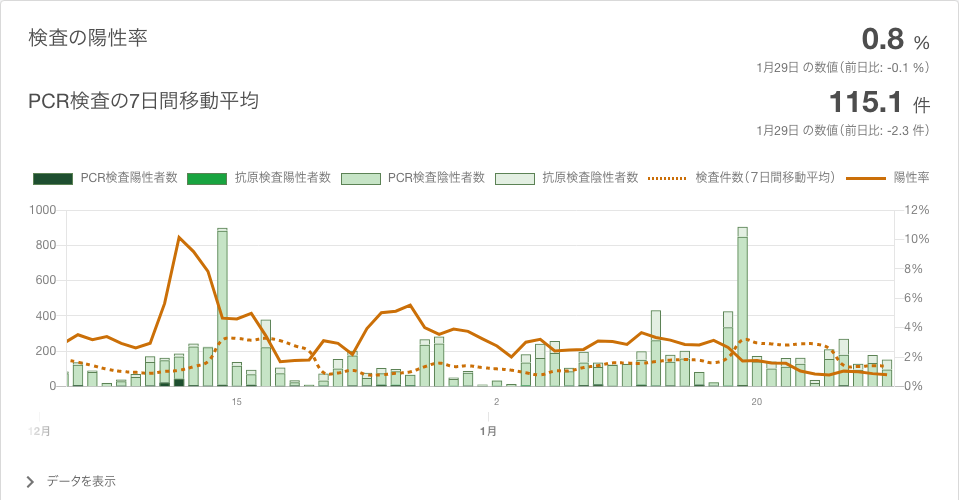 検査の陽性率
0.8 %
1月29日 の数値（前日比: -0.1 %）
PCR検査の7日間移動平均
115.1 件
1月29日 の数値（前日比: -2.3 件）
PCR検査陽性者数 抗原検査陽性者数 PCR検査陰性者数 抗原検査陰性者数 検査件数（7日間移動平均） 陽性率
1000 12%
800 10%
600 8%
400 6%
200 4%
0 2%
0%
15 2 20
12月 1月
データを表示